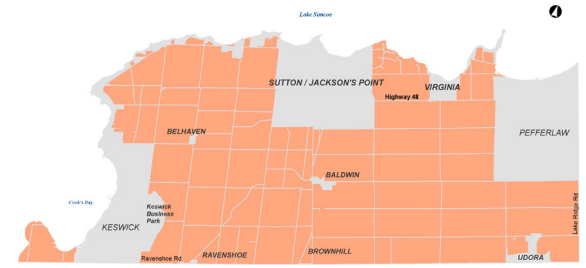 Lake Simcoe
SUTTON / JACKSON'S POINT
VIRGINIA
Highway 48
BELHAVEN
PEFFERLAW
BALDWIN
Cook's Bay
Keswick
Business
Park
KESWICK
Lake Ridge Rd
Ravenshoe Rd
RAVENSHOE
BROWNHILL
UDORA